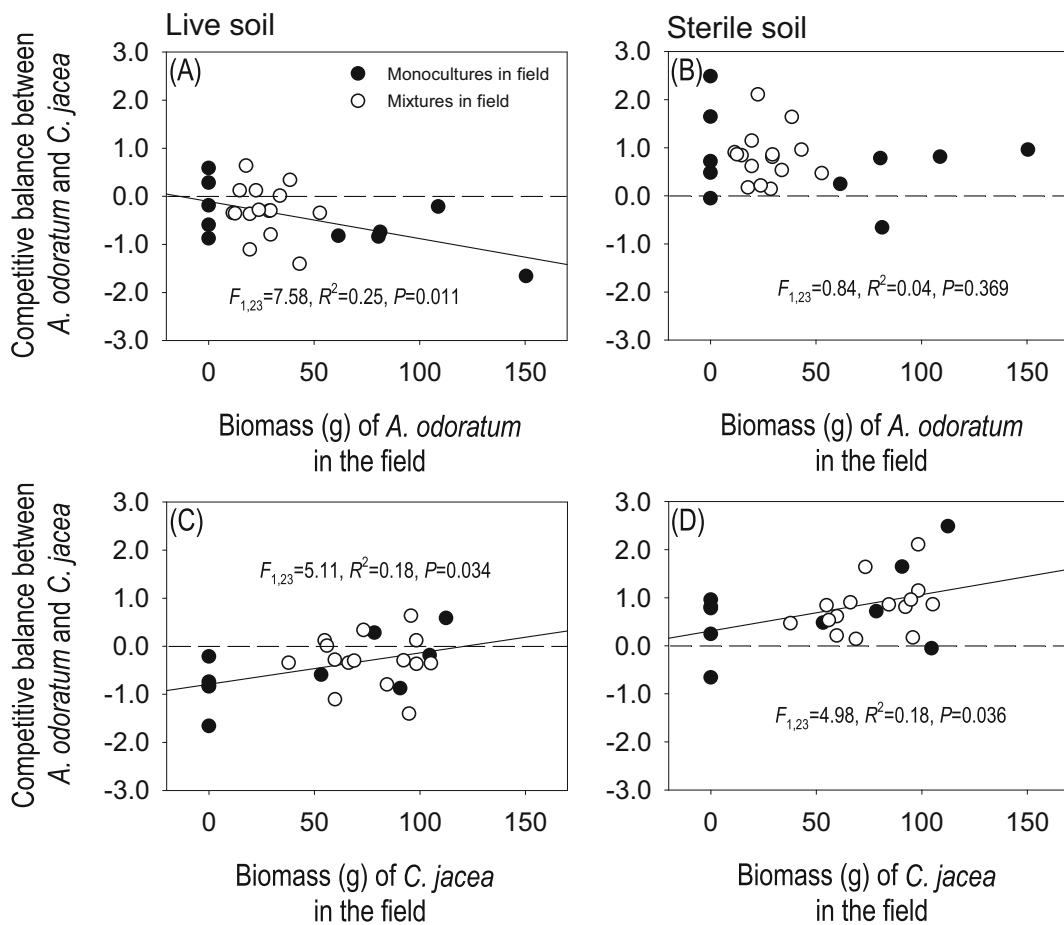 Live soil
Sterile soil
Competitive balance between
A. odoratum and C. jacea
3.0
2.0
1.0
0.0
-1.0
-2.0
-3.0
(A)
Monocultures in field
Mixtures in field
F1,23=7.58, R2=0.25, P=0.011
0 50 100 150
Biomass (g) of A. odoratum
in the field
3.0
2.0
1.0
0.0
-1.0
-2.0
-3.0
(B)
F1,23=0.84, R2=0.04, P=0.369
0 50 100 150
Biomass (g) of A. odoratum
in the field
Competitive balance between
A. odoratum and C. jacea
3.0
2.0
1.0
0.0
-1.0
-2.0
-3.0
(C)
F1,23=5.11, R2=0.18, P=0.034
0 50 100 150
Biomass (g) of C. jacea
in the field
3.0
2.0
1.0
0.0
-1.0
-2.0
-3.0
(D)
F1,23=4.98, R2=0.18, P=0.036
0 50 100 150
Biomass (g) of C. jacea
in the field